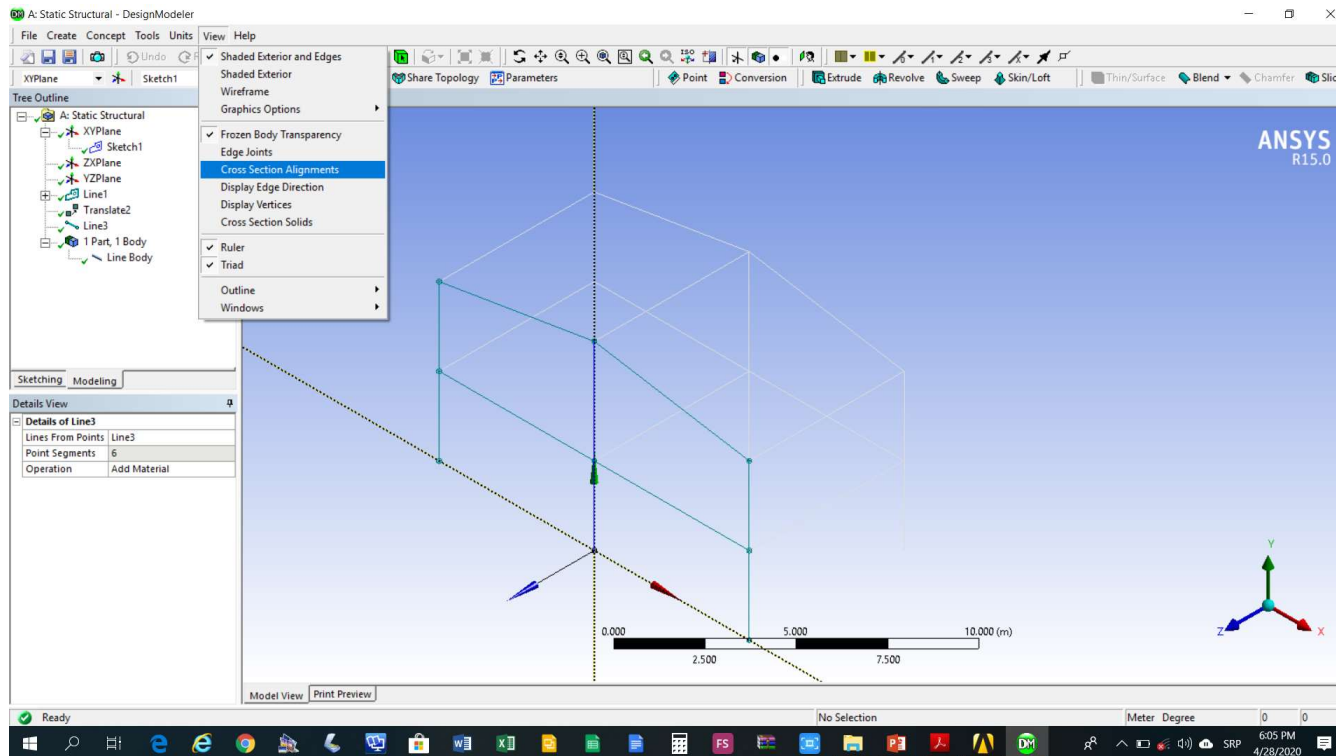 A: Static Structural - DesignModeler
File Create Concept Tools Units View Help
Undo
XYPlane Sketch1 Share Topology Parameters Point Conversion Extrude Revolve Sweep Skin/Loft Thin/Surface Blend Chamfer
Shaded Exterior and Edges
Shaded Exterior
Wireframe
Graphics Options
Frozen Body Transparency
Edge Joints
Cross Section Alignments
Display Edge Direction
Display Vertices
Cross Section Solids
Ruler
Triad
Outline
Windows
Tree Outline
A: Static Structural
XYPlane
Sketch1
ZXPlane
YZPlane
Line1
Translate2
Line3
1 Part, 1 Body
Line Body
Sketching Modeling
Details View
Details of Line3
Lines From Points Line3
Point Segments 6
Operation Add Material
ANSYS
R15.0
0.000 5.000 10.000 (m)
2.500 7.500
Y
Z X
Model View Print Preview
Ready No Selection Meter Degree 0 0
SRP
6:05 PM
4/28/2020